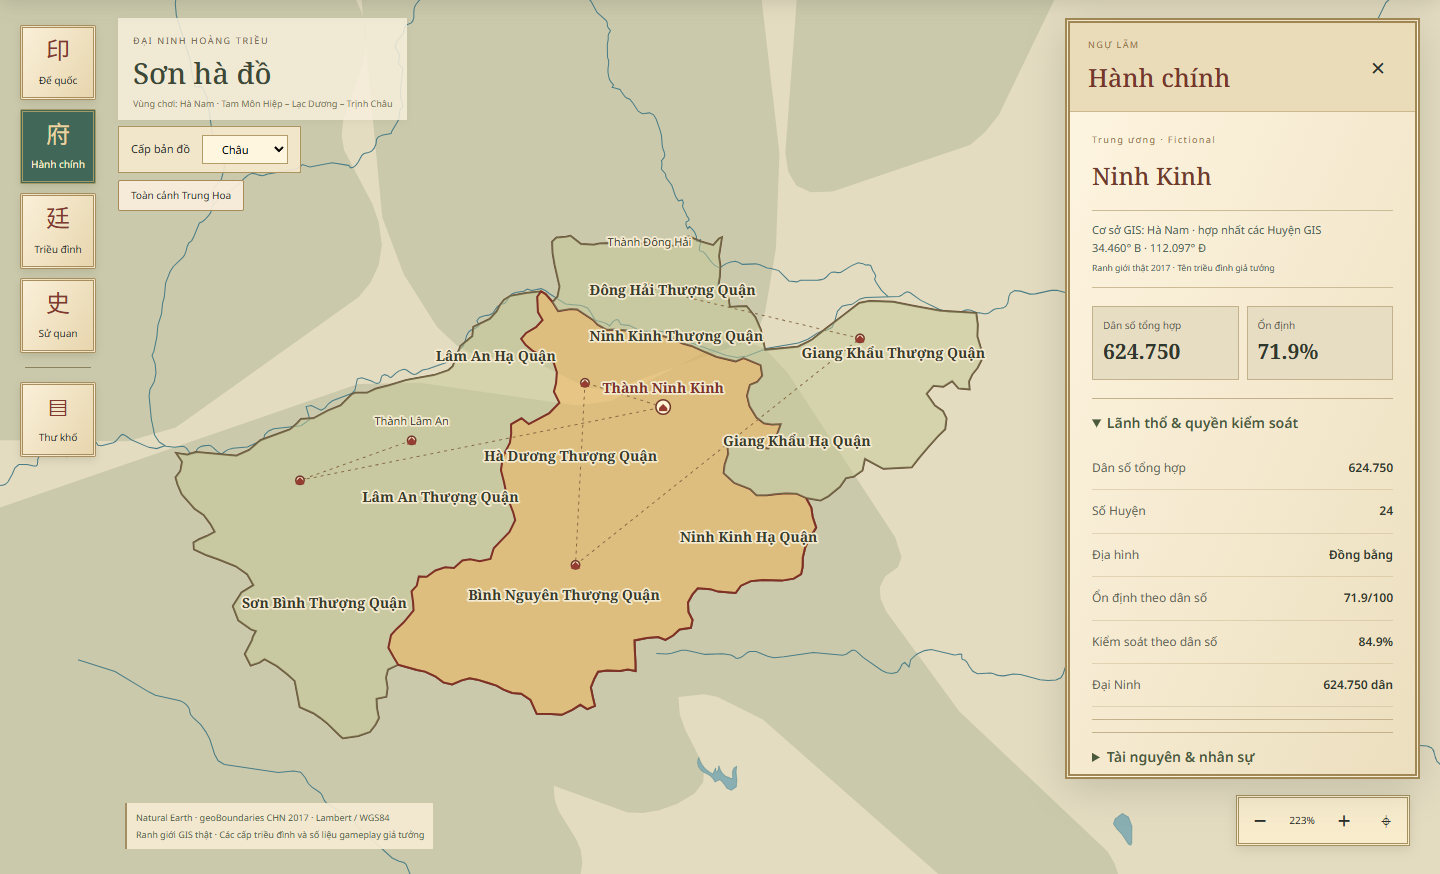 印
Đế quốc
府
Hành chính
廷
Triều đình
史
Sử quan
目
Thư khố
ĐẠI NINH HOÀNG TRIỀU
Sơn hà đồ
Vùng chơi: Hà Nam · Tam Môn Hiệp – Lạc Dương – Trịnh Châu
Cấp bản đồ
Châu
Toàn cảnh Trung Hoa
Thành Đông Hải
Đông Hải Thượng Quận
Ninh Kinh Thượng Quận
Lâm An Hạ Quận
Giang Khẩu Thượng Quận
Thành Ninh Kinh
Thành Lâm An
Giang Khẩu Hạ Quận
Hà Dương Thượng Quận
Lâm An Thượng Quận
Ninh Kinh Hạ Quận
Bình Nguyên Thượng Quận
Sơn Bình Thượng Quận
Natural Earth · geoBoundaries CHN 2017 · Lambert / WGS84
Ranh giới GIS thật · Các cấp triều đình và số liệu gameplay giả tưởng
NGỰ LÃM
Hành chính
✕
Trung ương · Fictional
Ninh Kinh
Cơ sở GIS: Hà Nam · hợp nhất các Huyện GIS
34.460° B · 112.097° Đ
Ranh giới thật 2017 · Tên triều đình giả tưởng
Dân số tổng hợp
624.750
Ổn định
71.9%
▼ Lãnh thổ & quyền kiểm soát
Dân số tổng hợp 624.750
Số Huyện 24
Địa hình Đồng bằng
Ổn định theo dân số 71.9/100
Kiểm soát theo dân số 84.9%
Đại Ninh 624.750 dân
▶ Tài nguyên & nhân sự
− 223% + ⌖